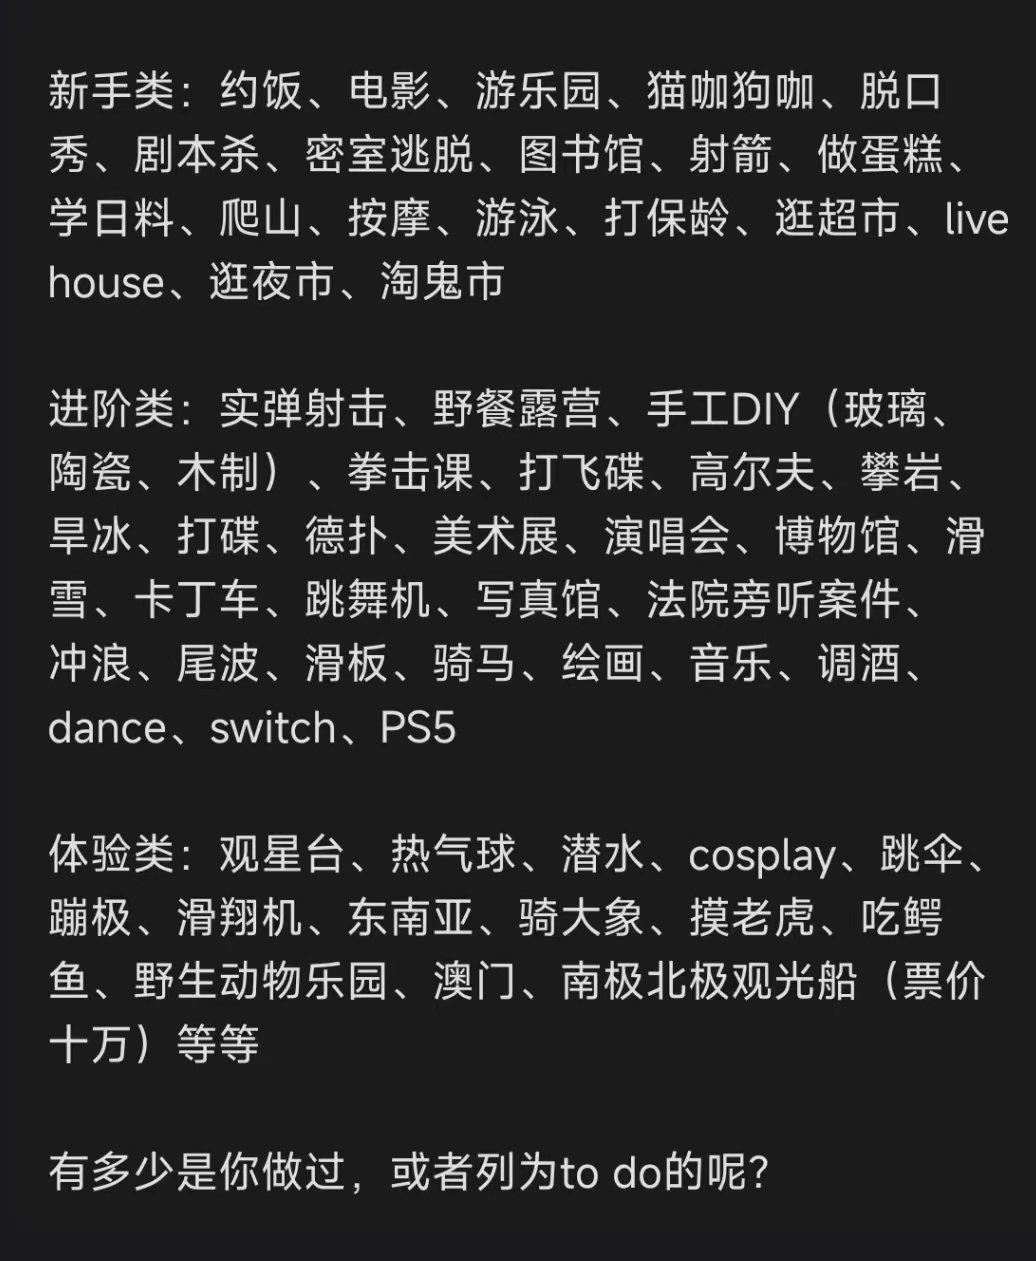 新手类：约饭、电影、游乐园、猫咖狗咖、脱口
秀、剧本杀、密室逃脱、图书馆、射箭、做蛋糕、
学日料、爬山、按摩、游泳、打保龄、逛超市、live
house、逛夜市、淘鬼市
进阶类：实弹射击、野餐露营、手工DIY（玻璃、
陶瓷、木制）、拳击课、打飞碟、高尔夫、攀岩、
旱冰、打碟、德扑、美术展、演唱会、博物馆、滑
雪、卡丁车、跳舞机、写真馆、法院旁听案件、
冲浪、尾波、滑板、骑马、绘画、音乐、调酒、
dance、switch、PS5
体验类：观星台、热气球、潜水、cosplay、跳伞、
蹦极、滑翔机、东南亚、骑大象、摸老虎、吃鳄
鱼、野生动物乐园、澳门、南极北极观光船（票价
十万）等等
有多少是你做过，或者列为to do的呢？